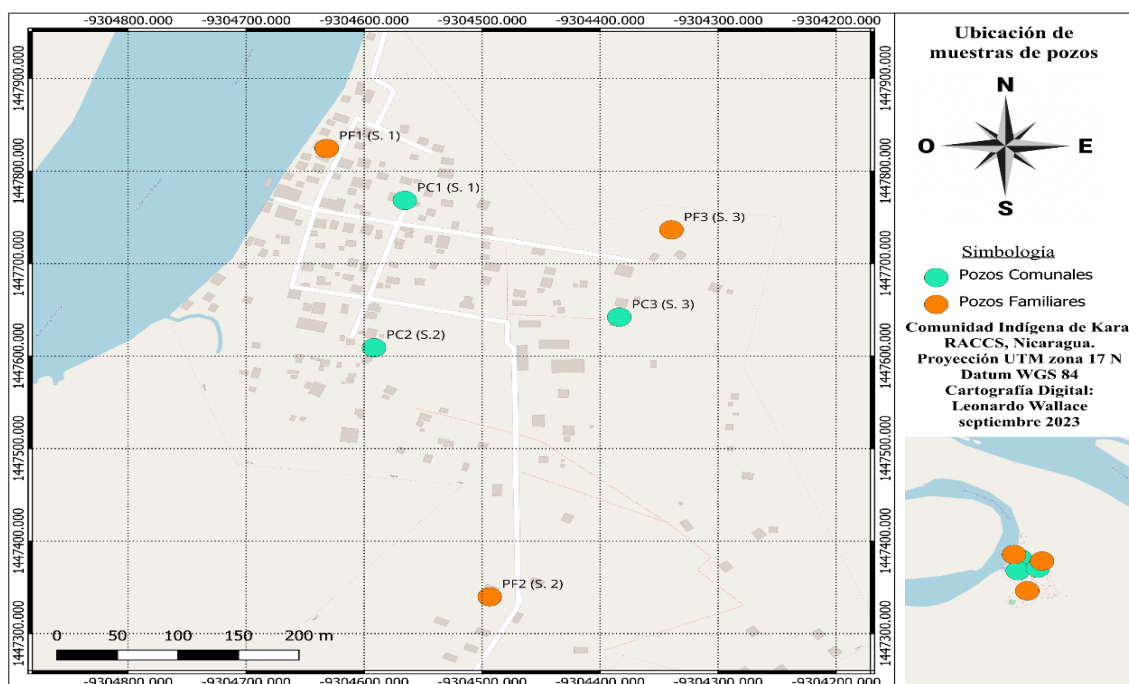 -9304800.000 -9304700.000 -9304600.000 -9304500.000 -9304400.000 -9304300.000 -9304200.000
1447900.000 1447900.000
1447800.000 1447800.000
1447700.000 1447700.000
1447600.000 1447600.000
1447500.000 1447500.000
1447400.000 1447400.000
1447300.000 1447300.000
PF1 (S. 1)
PC1 (S. 1)
PF3 (S. 3)
PC3 (S. 3)
PC2 (S.2)
PF2 (S. 2)
0 50 100 150 200 m
-9304800.000 -9304700.000 -9304600.000 -9304500.000 -9304400.000 -9304300.000 -9304200.000
Ubicación de
muestras de pozos
N
O E
S
Simbología
Pozos Comunales
Pozos Familiares
Comunidad Indígena de Kara
RACCS, Nicaragua.
Proyección UTM zona 17 N
Datum WGS 84
Cartografía Digital:
Leonardo Wallace
septiembre 2023